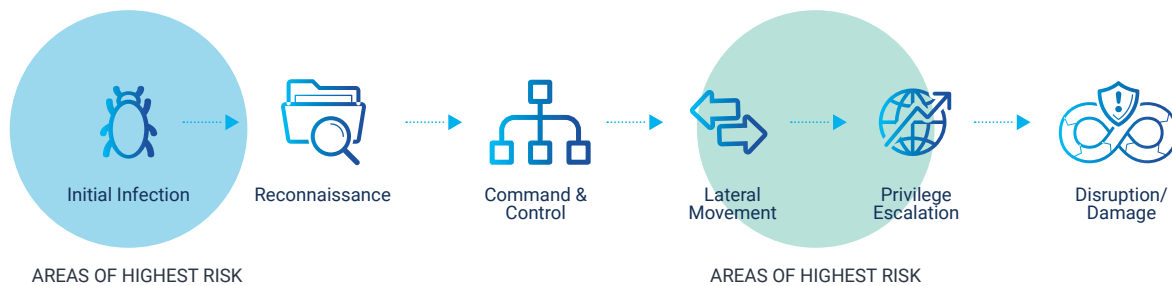 Initial Infection
Reconnaissance
Command &
Control
Lateral
Movement
Privilege
Escalation
Disruption/
Damage
AREAS OF HIGHEST RISK
AREAS OF HIGHEST RISK